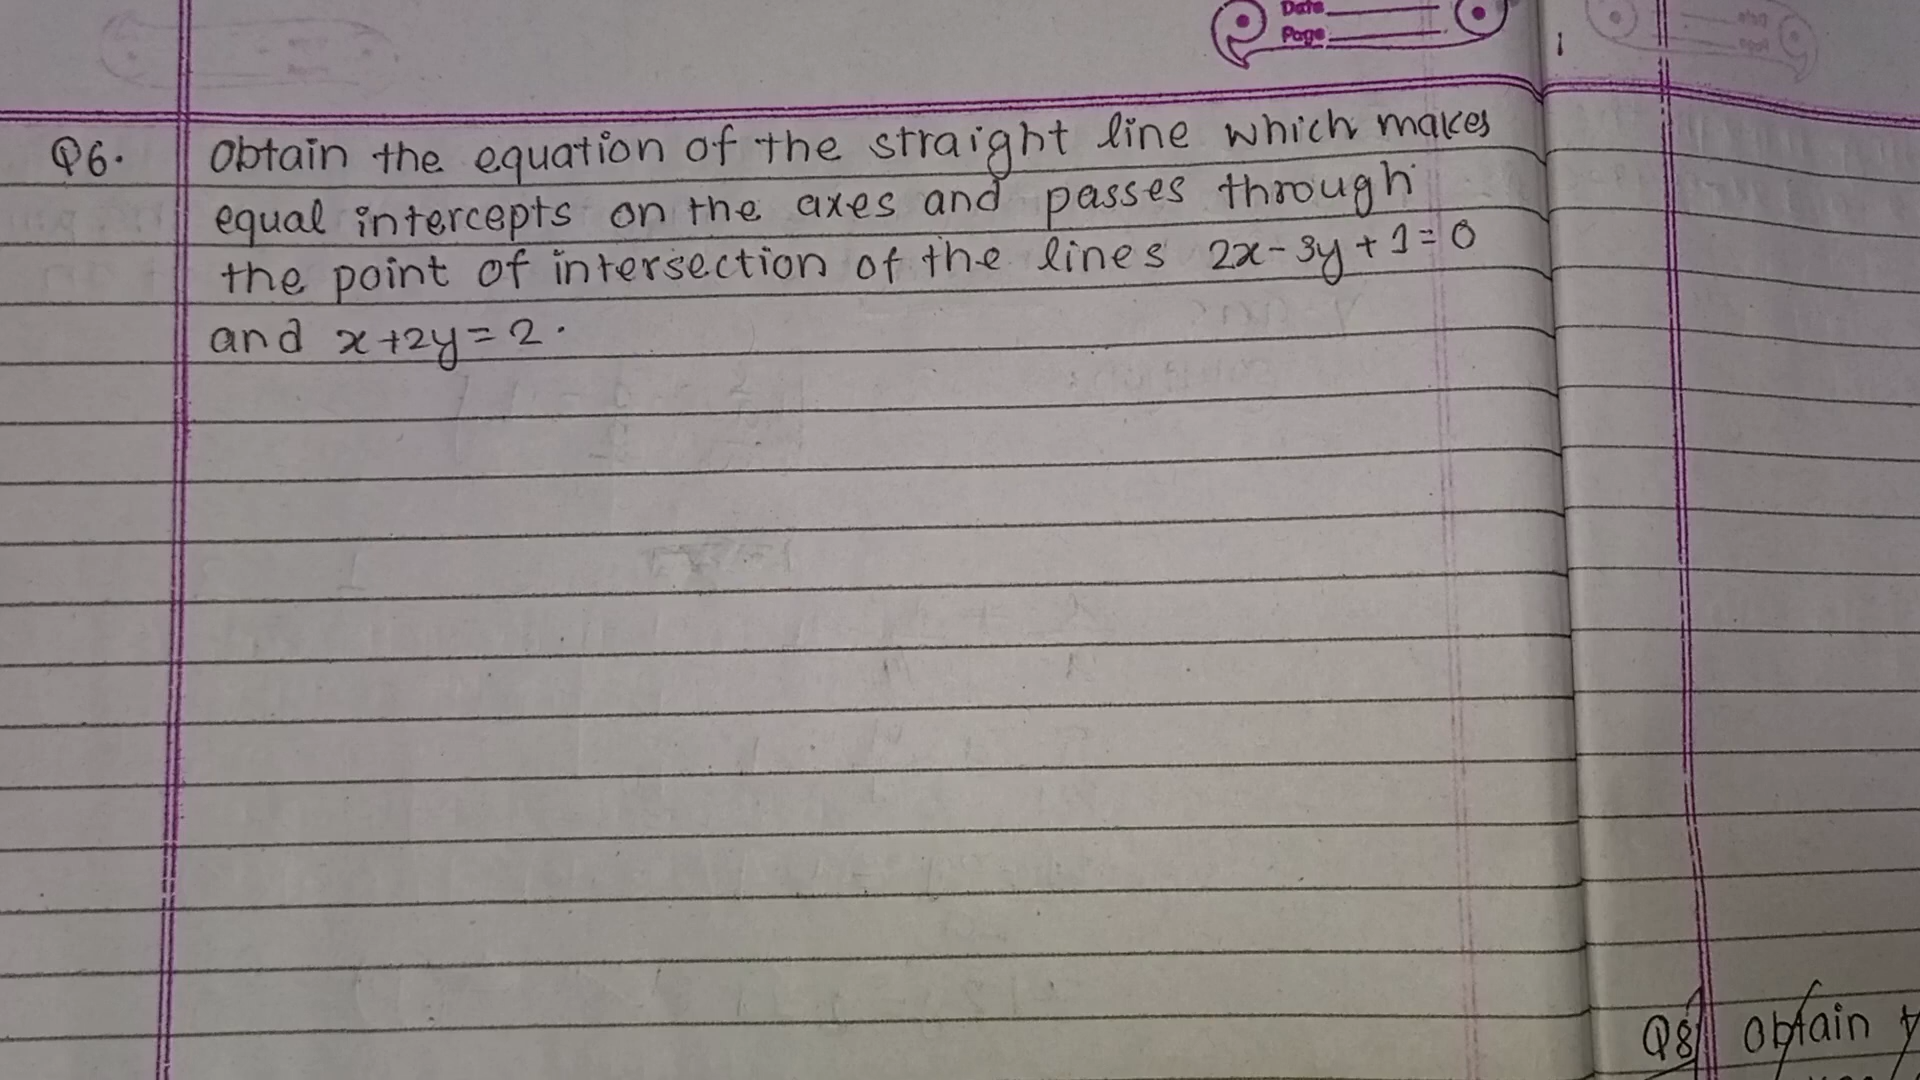 Date
Page
Q6. Obtain the equation of the straight line which makes
equal intercepts on the axes and passes through
the point of intersection of the lines 2x-3y+1=0
and x+2y=2.
Q8 Obtain